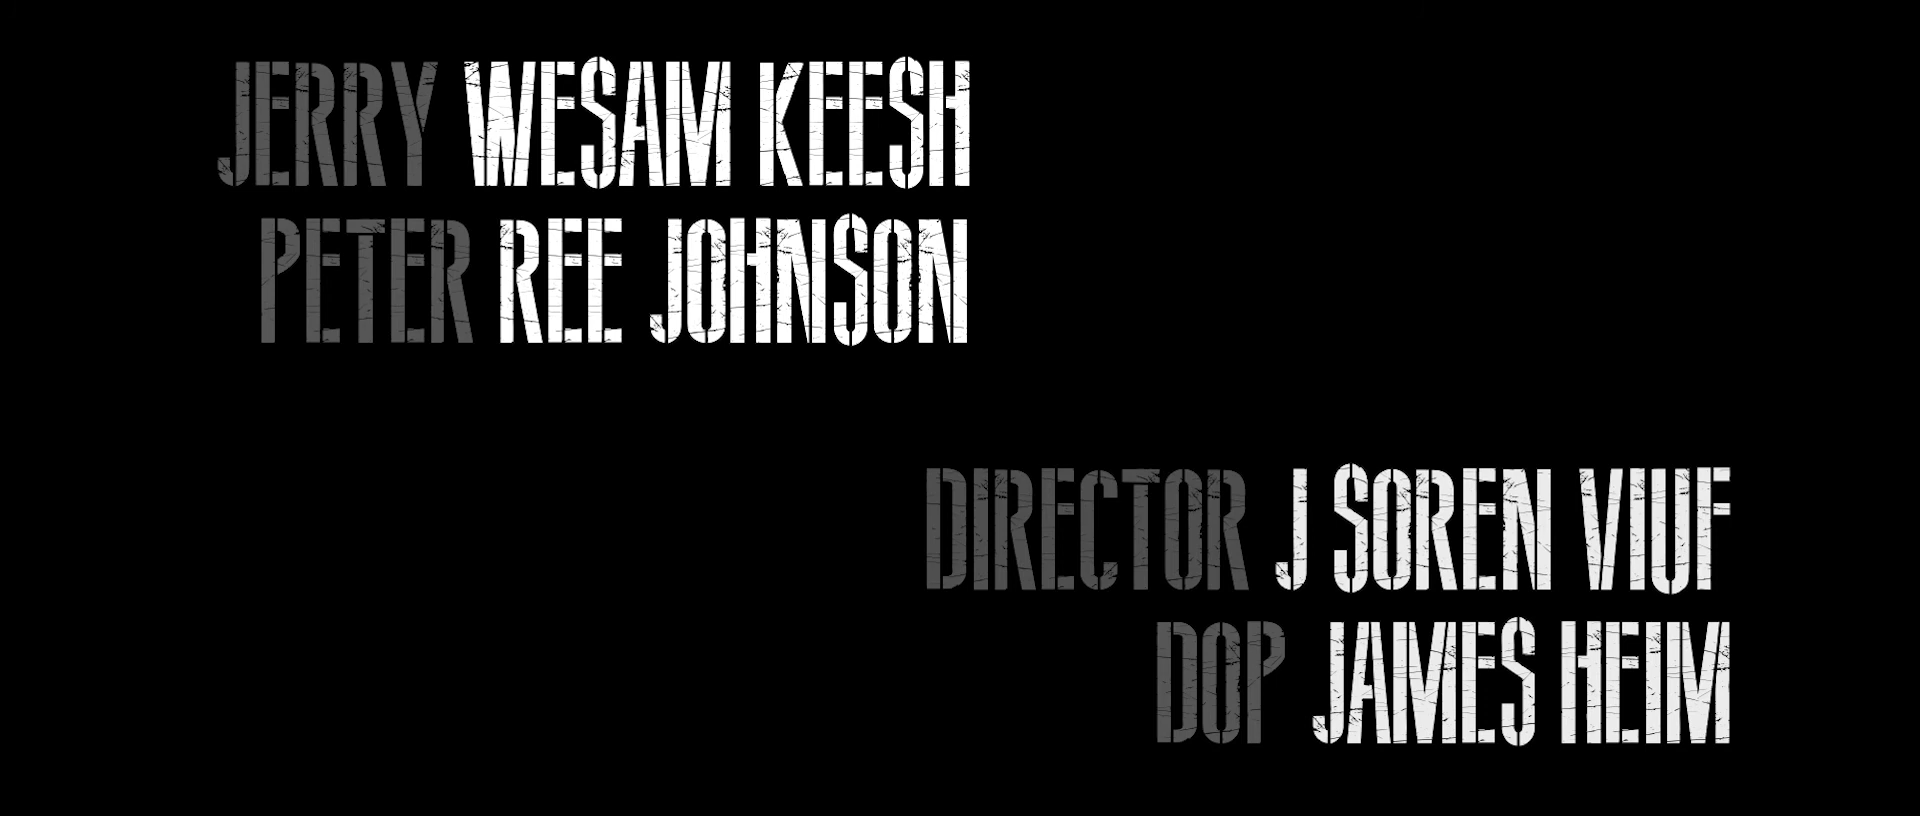 JERRY WESAM KEESH
PETER REE JOHNSON
DIRECTOR J SOREN VIUF
DOP JAMES HEIM